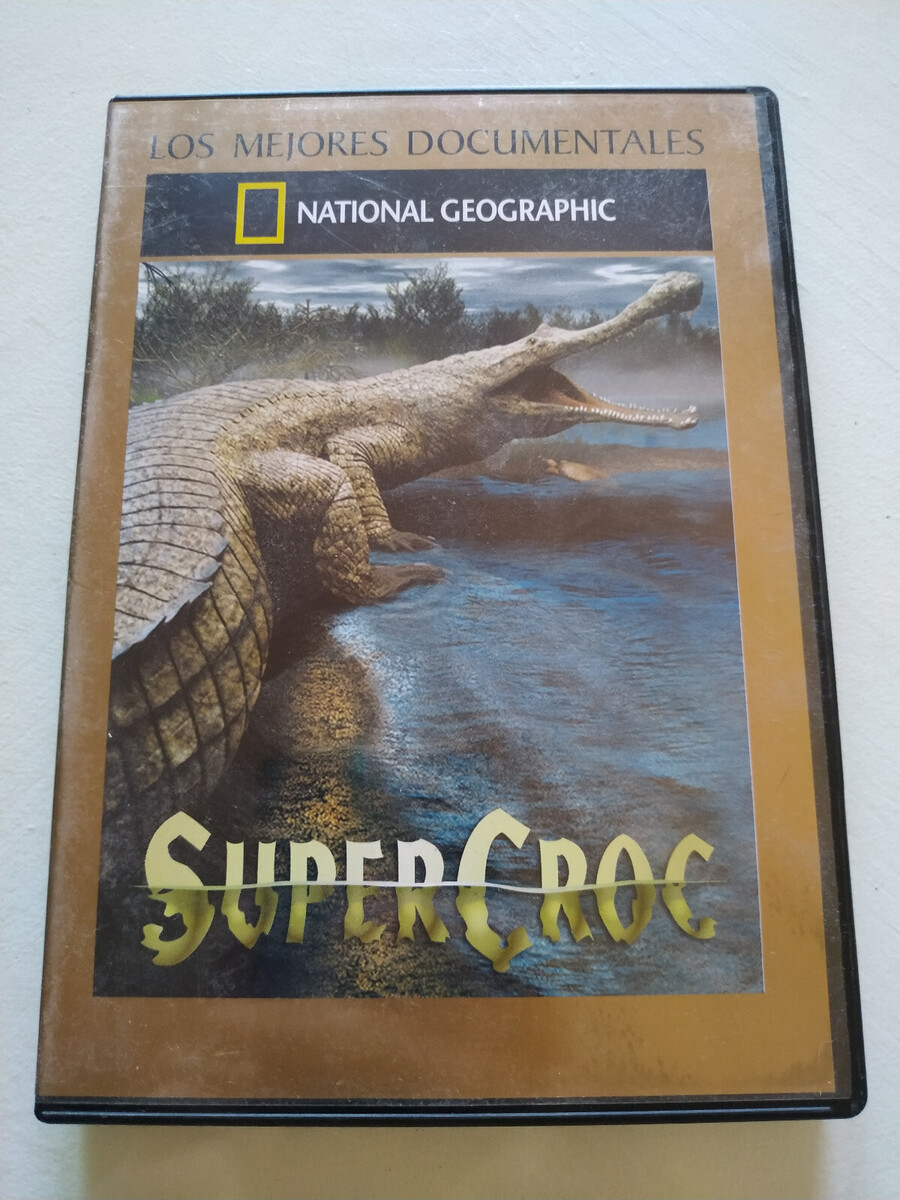 LOS MEJORES DOCUMENTALES
NATIONAL GEOGRAPHIC
SUPERCROC